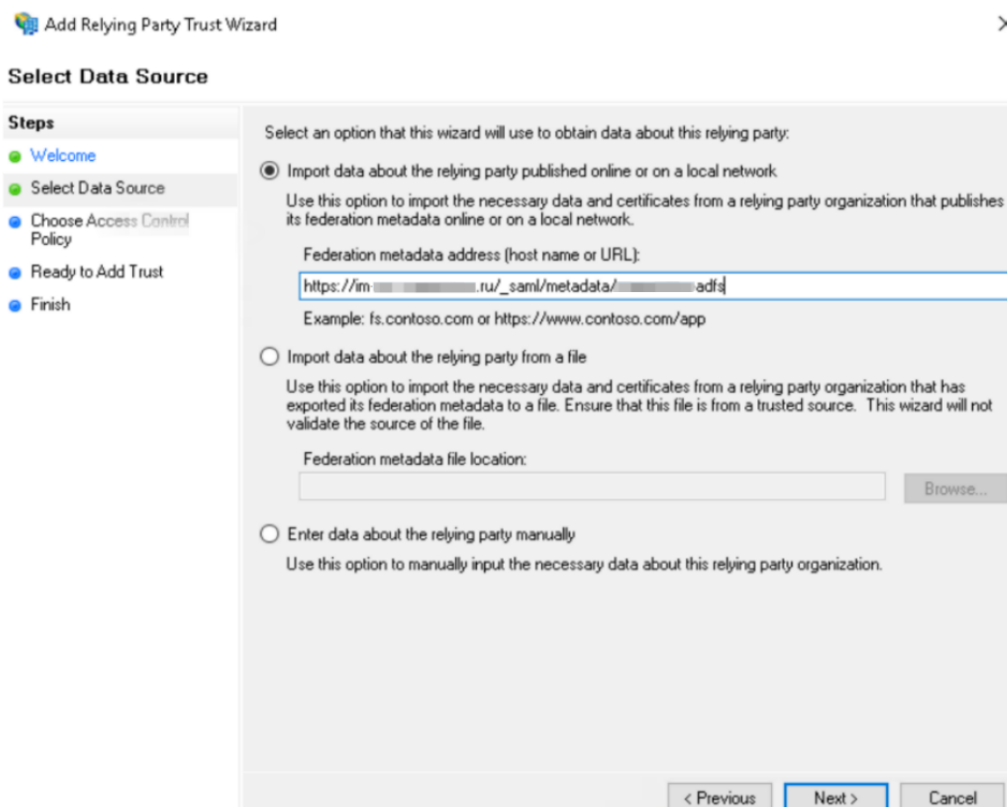 Add Relying Party Trust Wizard
Select Data Source
Steps
Welcome
Select Data Source
Choose Access Control
Policy
Ready to Add Trust
Finish
Select an option that this wizard will use to obtain data about this relying party:
Import data about the relying party published online or on a local network
Use this option to import the necessary data and certificates from a relying party organization that publishes
its federation metadata online or on a local network.
Federation metadata address (host name or URL):
https://im- .ru/_saml/metadata/ -adfs
Example: fs.contoso.com or https://www.contoso.com/app
Import data about the relying party from a file
Use this option to import the necessary data and certificates from a relying party organization that has
exported its federation metadata to a file. Ensure that this file is from a trusted source. This wizard will not
validate the source of the file.
Federation metadata file location:
Browse...
Enter data about the relying party manually
Use this option to manually input the necessary data about this relying party organization.
< Previous
Next >
Cancel